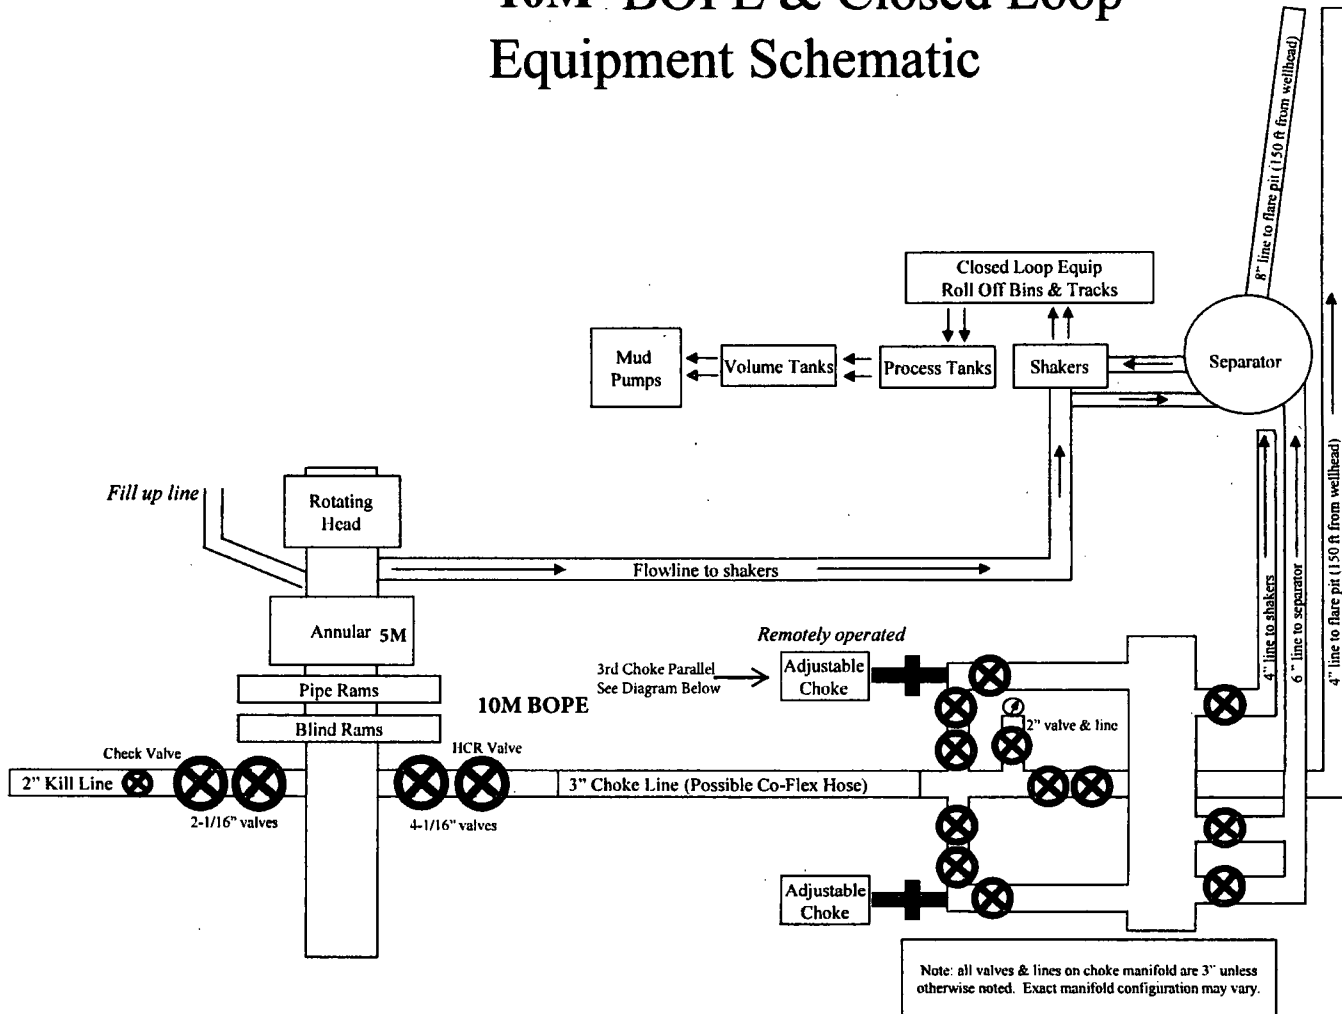 10M BOPE & Closed Loop
Equipment Schematic
8" line to flare pit (150 ft from wellhead)
Closed Loop Equip
Roll Off Bins & Tracks
Mud
Pumps
Volume Tanks
Process Tanks
Shakers
Separator
Fill up line
Rotating
Head
Flowline to shakers
Annular 5M
Pipe Rams
Blind Rams
10M BOPE
Remotely operated
3rd Choke Parallel
See Diagram Below
Adjustable
Choke
2" valve & line
4" line to shakers
6" line to separator
4" line to flare pit (150 ft from wellhead)
Check Valve
HCR Valve
2" Kill Line
3" Choke Line (Possible Co-Flex Hose)
2-1/16" valves
4-1/16" valves
Adjustable
Choke
Note: all valves & lines on choke manifold are 3" unless
otherwise noted. Exact manifold configuration may vary.